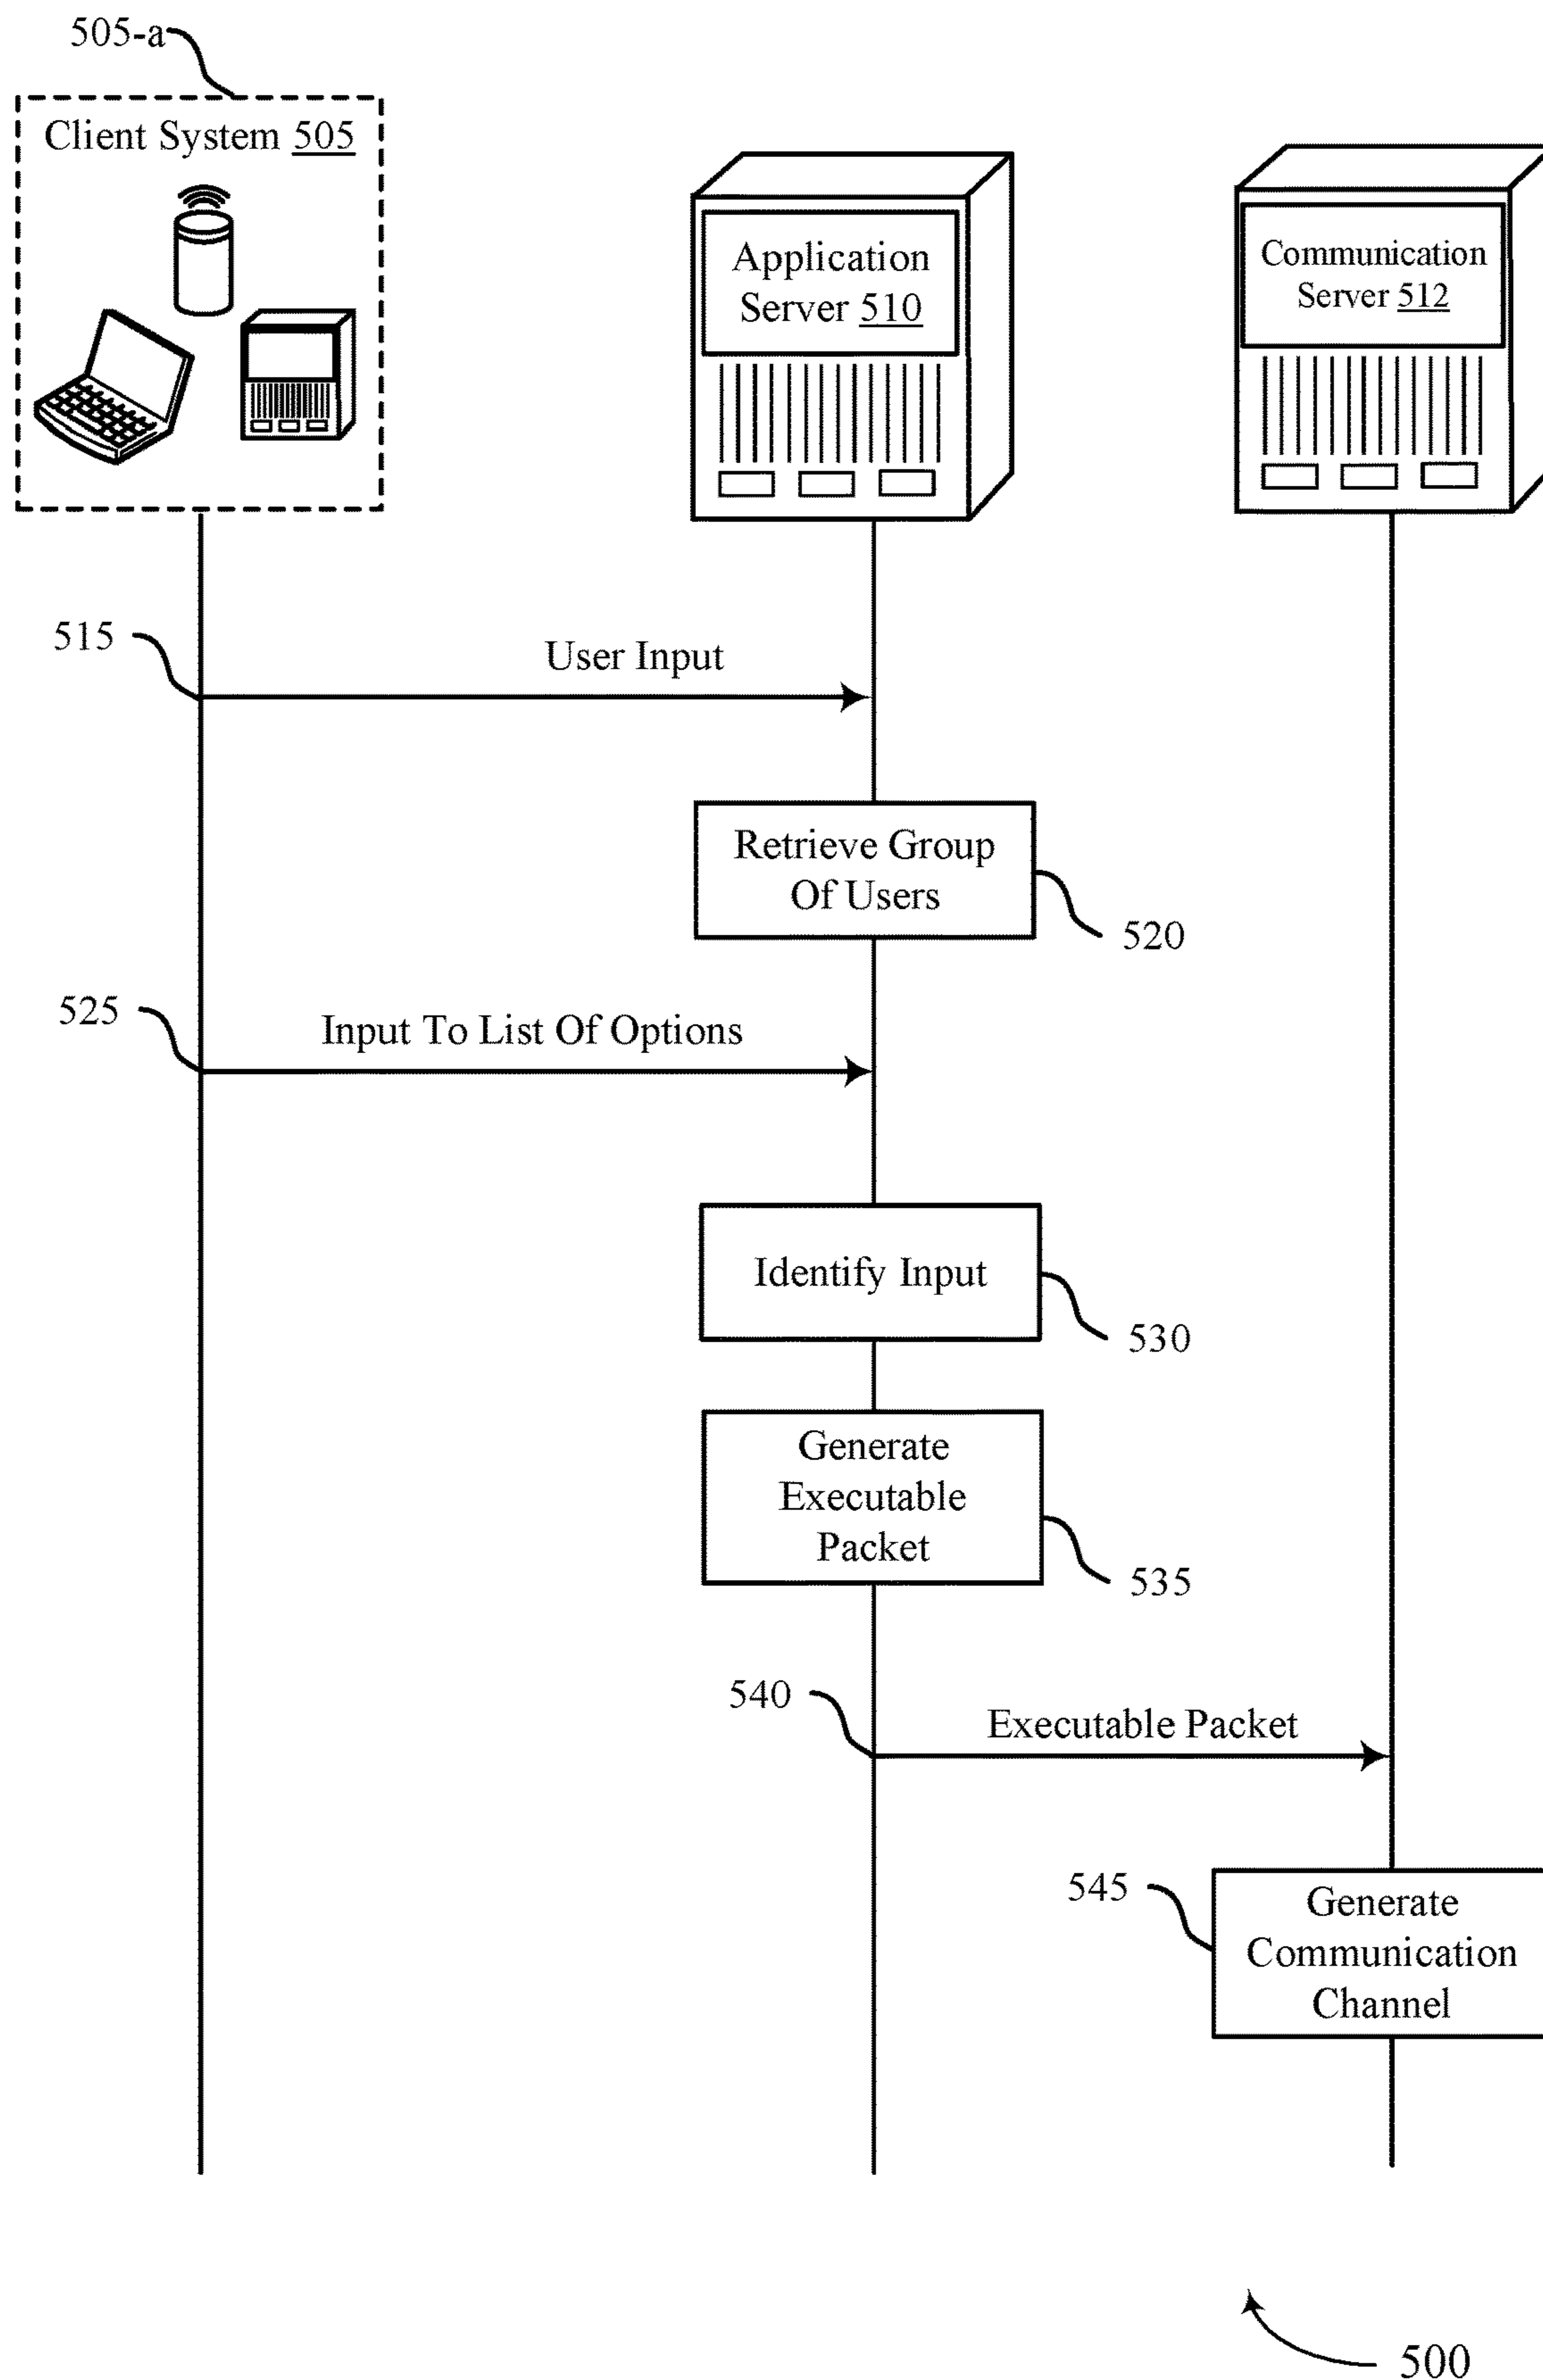 505-a
Client System 505
Application
Server 510
Communication
Server 512
515
User Input
Retrieve Group
Of Users
520
525
Input To List Of Options
Identify Input
530
Generate
Executable
Packet
535
540
Executable Packet
545
Generate
Communication
Channel
500